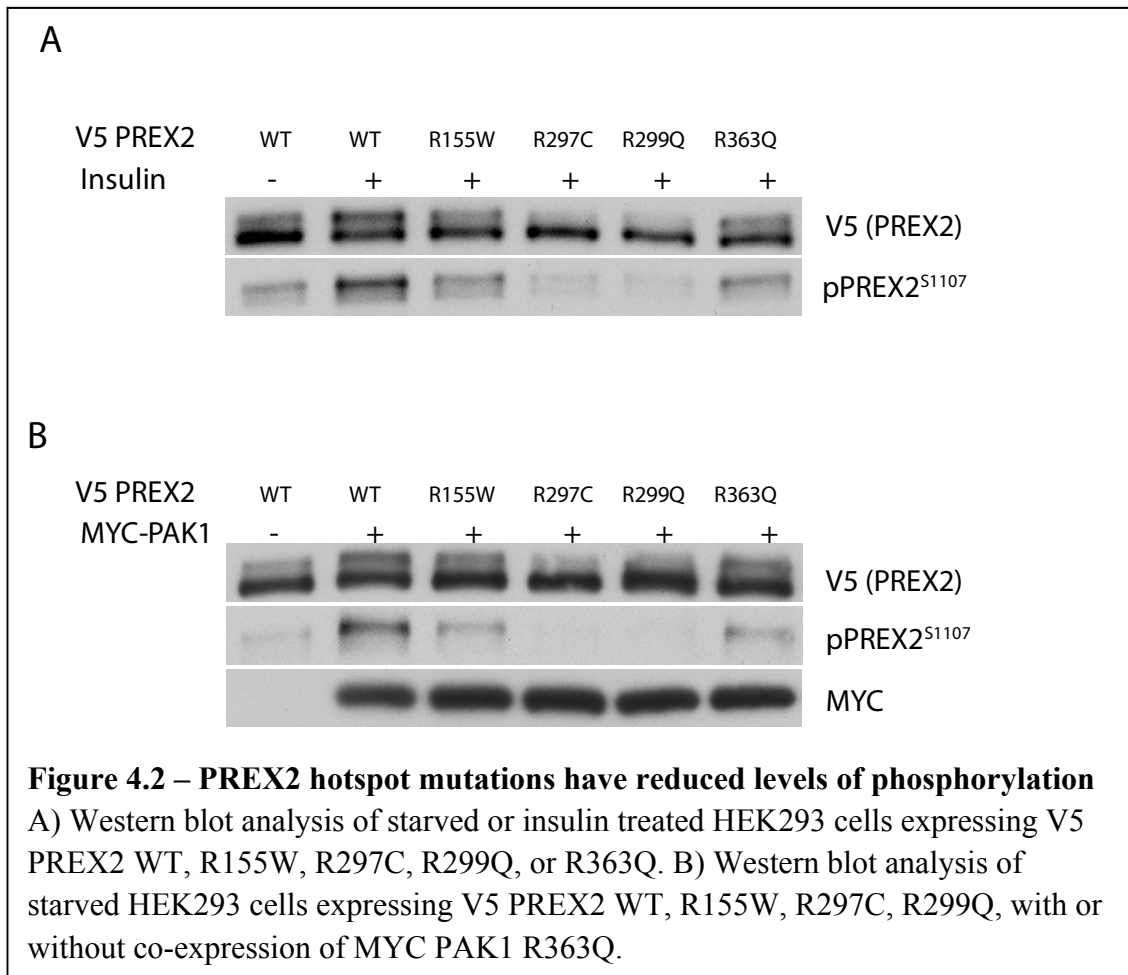 A
V5 PREX2 WT WT R155W R297C R299Q R363Q
Insulin - + + + + +
V5 (PREX2)
pPREX2^S1107
B
V5 PREX2 WT WT R155W R297C R299Q R363Q
MYC-PAK1 - + + + + +
V5 (PREX2)
pPREX2^S1107
MYC
Figure 4.2 – PREX2 hotspot mutations have reduced levels of phosphorylation
A) Western blot analysis of starved or insulin treated HEK293 cells expressing V5
PREX2 WT, R155W, R297C, R299Q, or R363Q. B) Western blot analysis of
starved HEK293 cells expressing V5 PREX2 WT, R155W, R297C, R299Q, with or
without co-expression of MYC PAK1 R363Q.